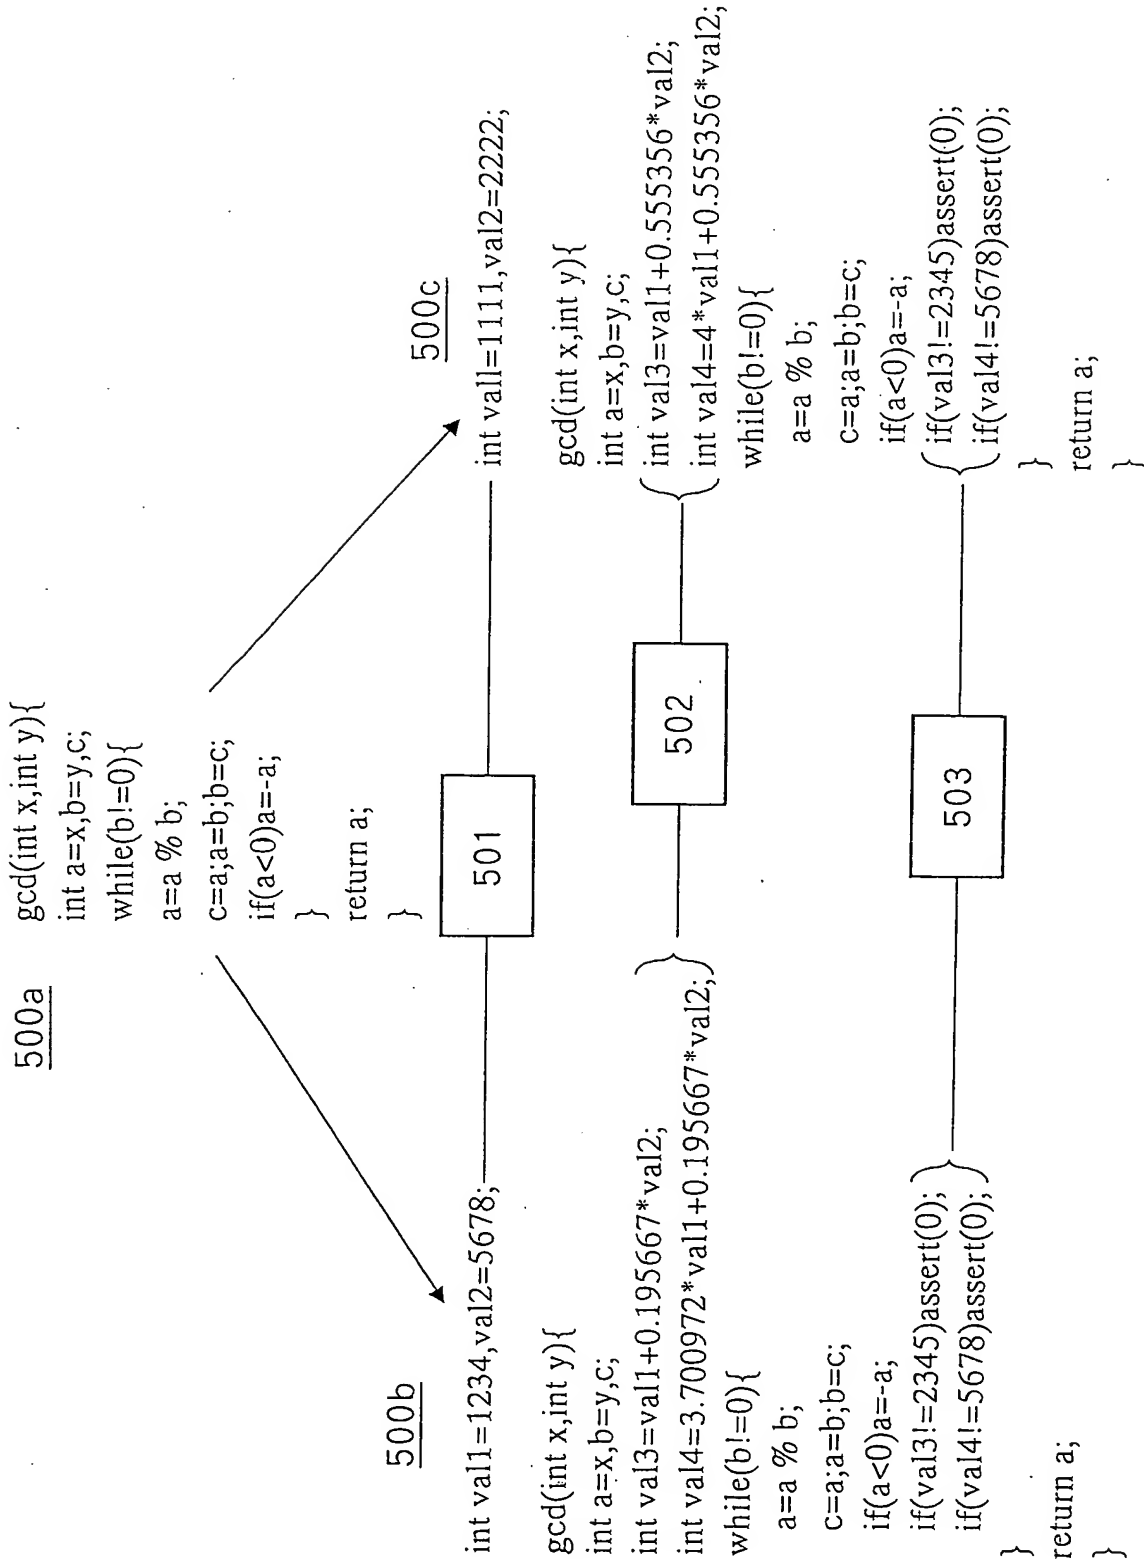 500a
gcd(int x,int y){
int a=x,b=y,c;
while(b!=0){
a=a % b;
c=a;a=b;b=c;
if(a<0)a=-a;
}
return a;
}
500b
int val1=1234,val2=5678;
gcd(int x,int y){
int a=x,b=y,c;
int val3=val1+0.195667*val2;
int val4=3.700972*val1+0.195667*val2;
while(b!=0){
a=a % b;
c=a;a=b;b=c;
if(a<0)a=-a;
if(val3!=2345)assert(0);
if(val4!=5678)assert(0);
}
return a;
}
501
502
503
500c
int val1=1111,val2=2222;
gcd(int x,int y){
int a=x,b=y,c;
int val3=val1+0.555356*val2;
int val4=4*val1+0.555356*val2;
while(b!=0){
a=a % b;
c=a;a=b;b=c;
if(a<0)a=-a;
if(val3!=2345)assert(0);
if(val4!=5678)assert(0);
}
return a;
}